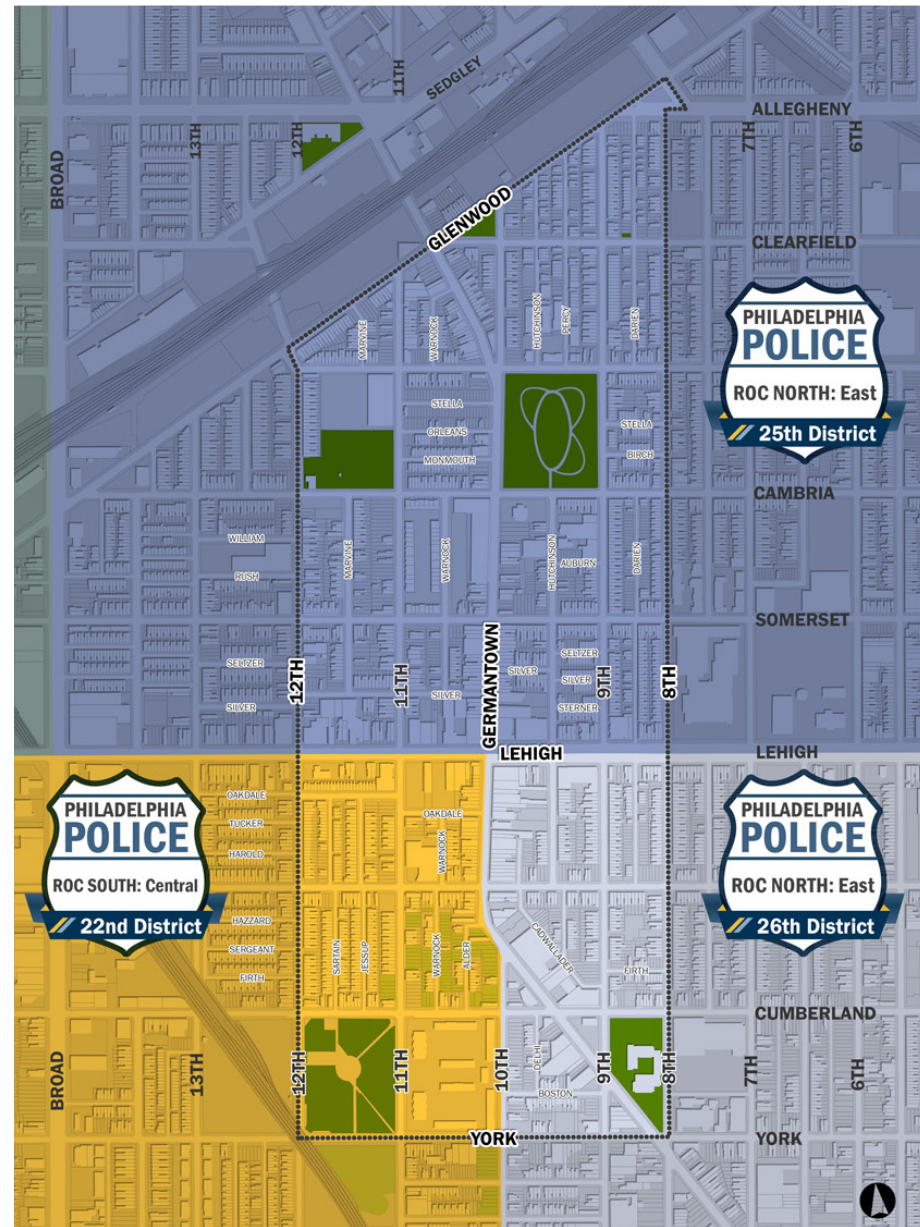 11TH
SEDGLEY
ALLEGHENY
13TH
12TH
7TH
6TH
BROAD
GLENWOOD
CLEARFIELD
MARVINE
WARNOCK
HUTCHINSON
PERCY
DARIEN
PHILADELPHIA
POLICE
ROC NORTH: East
25th District
STELLA
ORLEANS
MONMOUTH
STELLA
BIRCH
CAMBRIA
WILLIAM
RUSH
MARVINE
WARNOCK
HUTCHINSON
AUBURN
DARIEN
SOMERSET
SELTZER
SILVER
12TH
11TH
SILVER
GERMANTOWN
SILVER
SELTZER
SILVER
STERNER
9TH
8TH
LEHIGH
LEHIGH
PHILADELPHIA
POLICE
ROC SOUTH: Central
22nd District
OAKDALE
TUCKER
HAROLD
HAZZARD
SERGEANT
FIRTH
OAKDALE
WARNOCK
SARTAIN
JESSUP
WARNOCK
ALDER
CADWALLADER
FIRTH
PHILADELPHIA
POLICE
ROC NORTH: East
26th District
CUMBERLAND
BROAD
13TH
12TH
11TH
10TH
DELHI
BOSTON
9TH
8TH
7TH
6TH
YORK
YORK